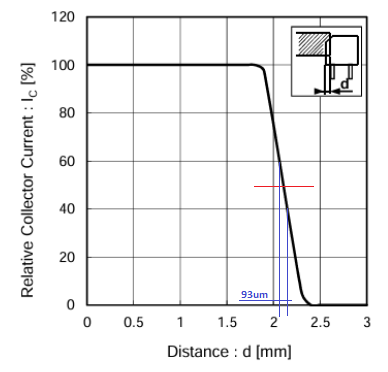 120
100
80
60
40
20
0
Relative Collector Current : IC [%]
d
93um
0 0.5 1 1.5 2 2.5 3
Distance : d [mm]